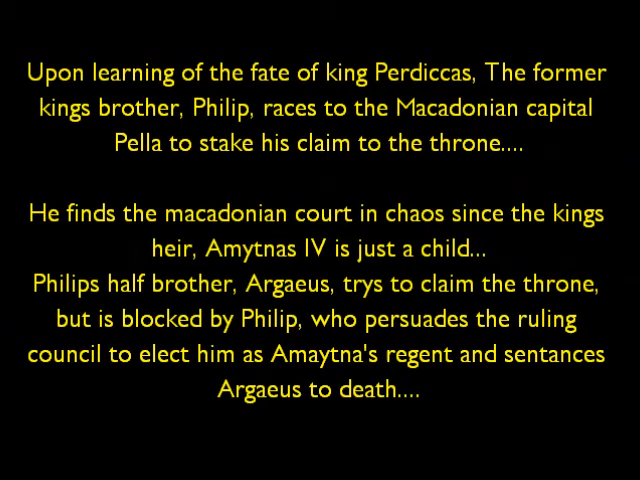 Upon learning of the fate of king Perdiccas, The former
kings brother, Philip, races to the Macadonian capital
Pella to stake his claim to the throne....
He finds the macadonian court in chaos since the kings
heir, Amytnas IV is just a child...
Philips half brother, Argaeus, trys to claim the throne,
but is blocked by Philip, who persuades the ruling
council to elect him as Amaytna's regent and sentances
Argaeus to death....